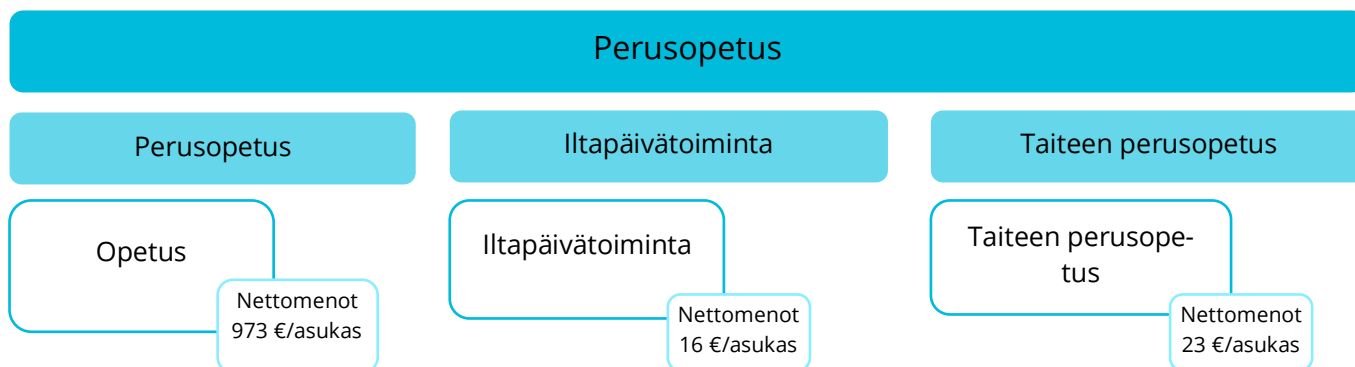 Perusopetus
Perusopetus
Iltapäivätoiminta
Taiteen perusopetus
Opetus
Nettomenot
973 €/asukas
Iltapäivätoiminta
Nettomenot
16 €/asukas
Taiteen perusope-
tus
Nettomenot
23 €/asukas